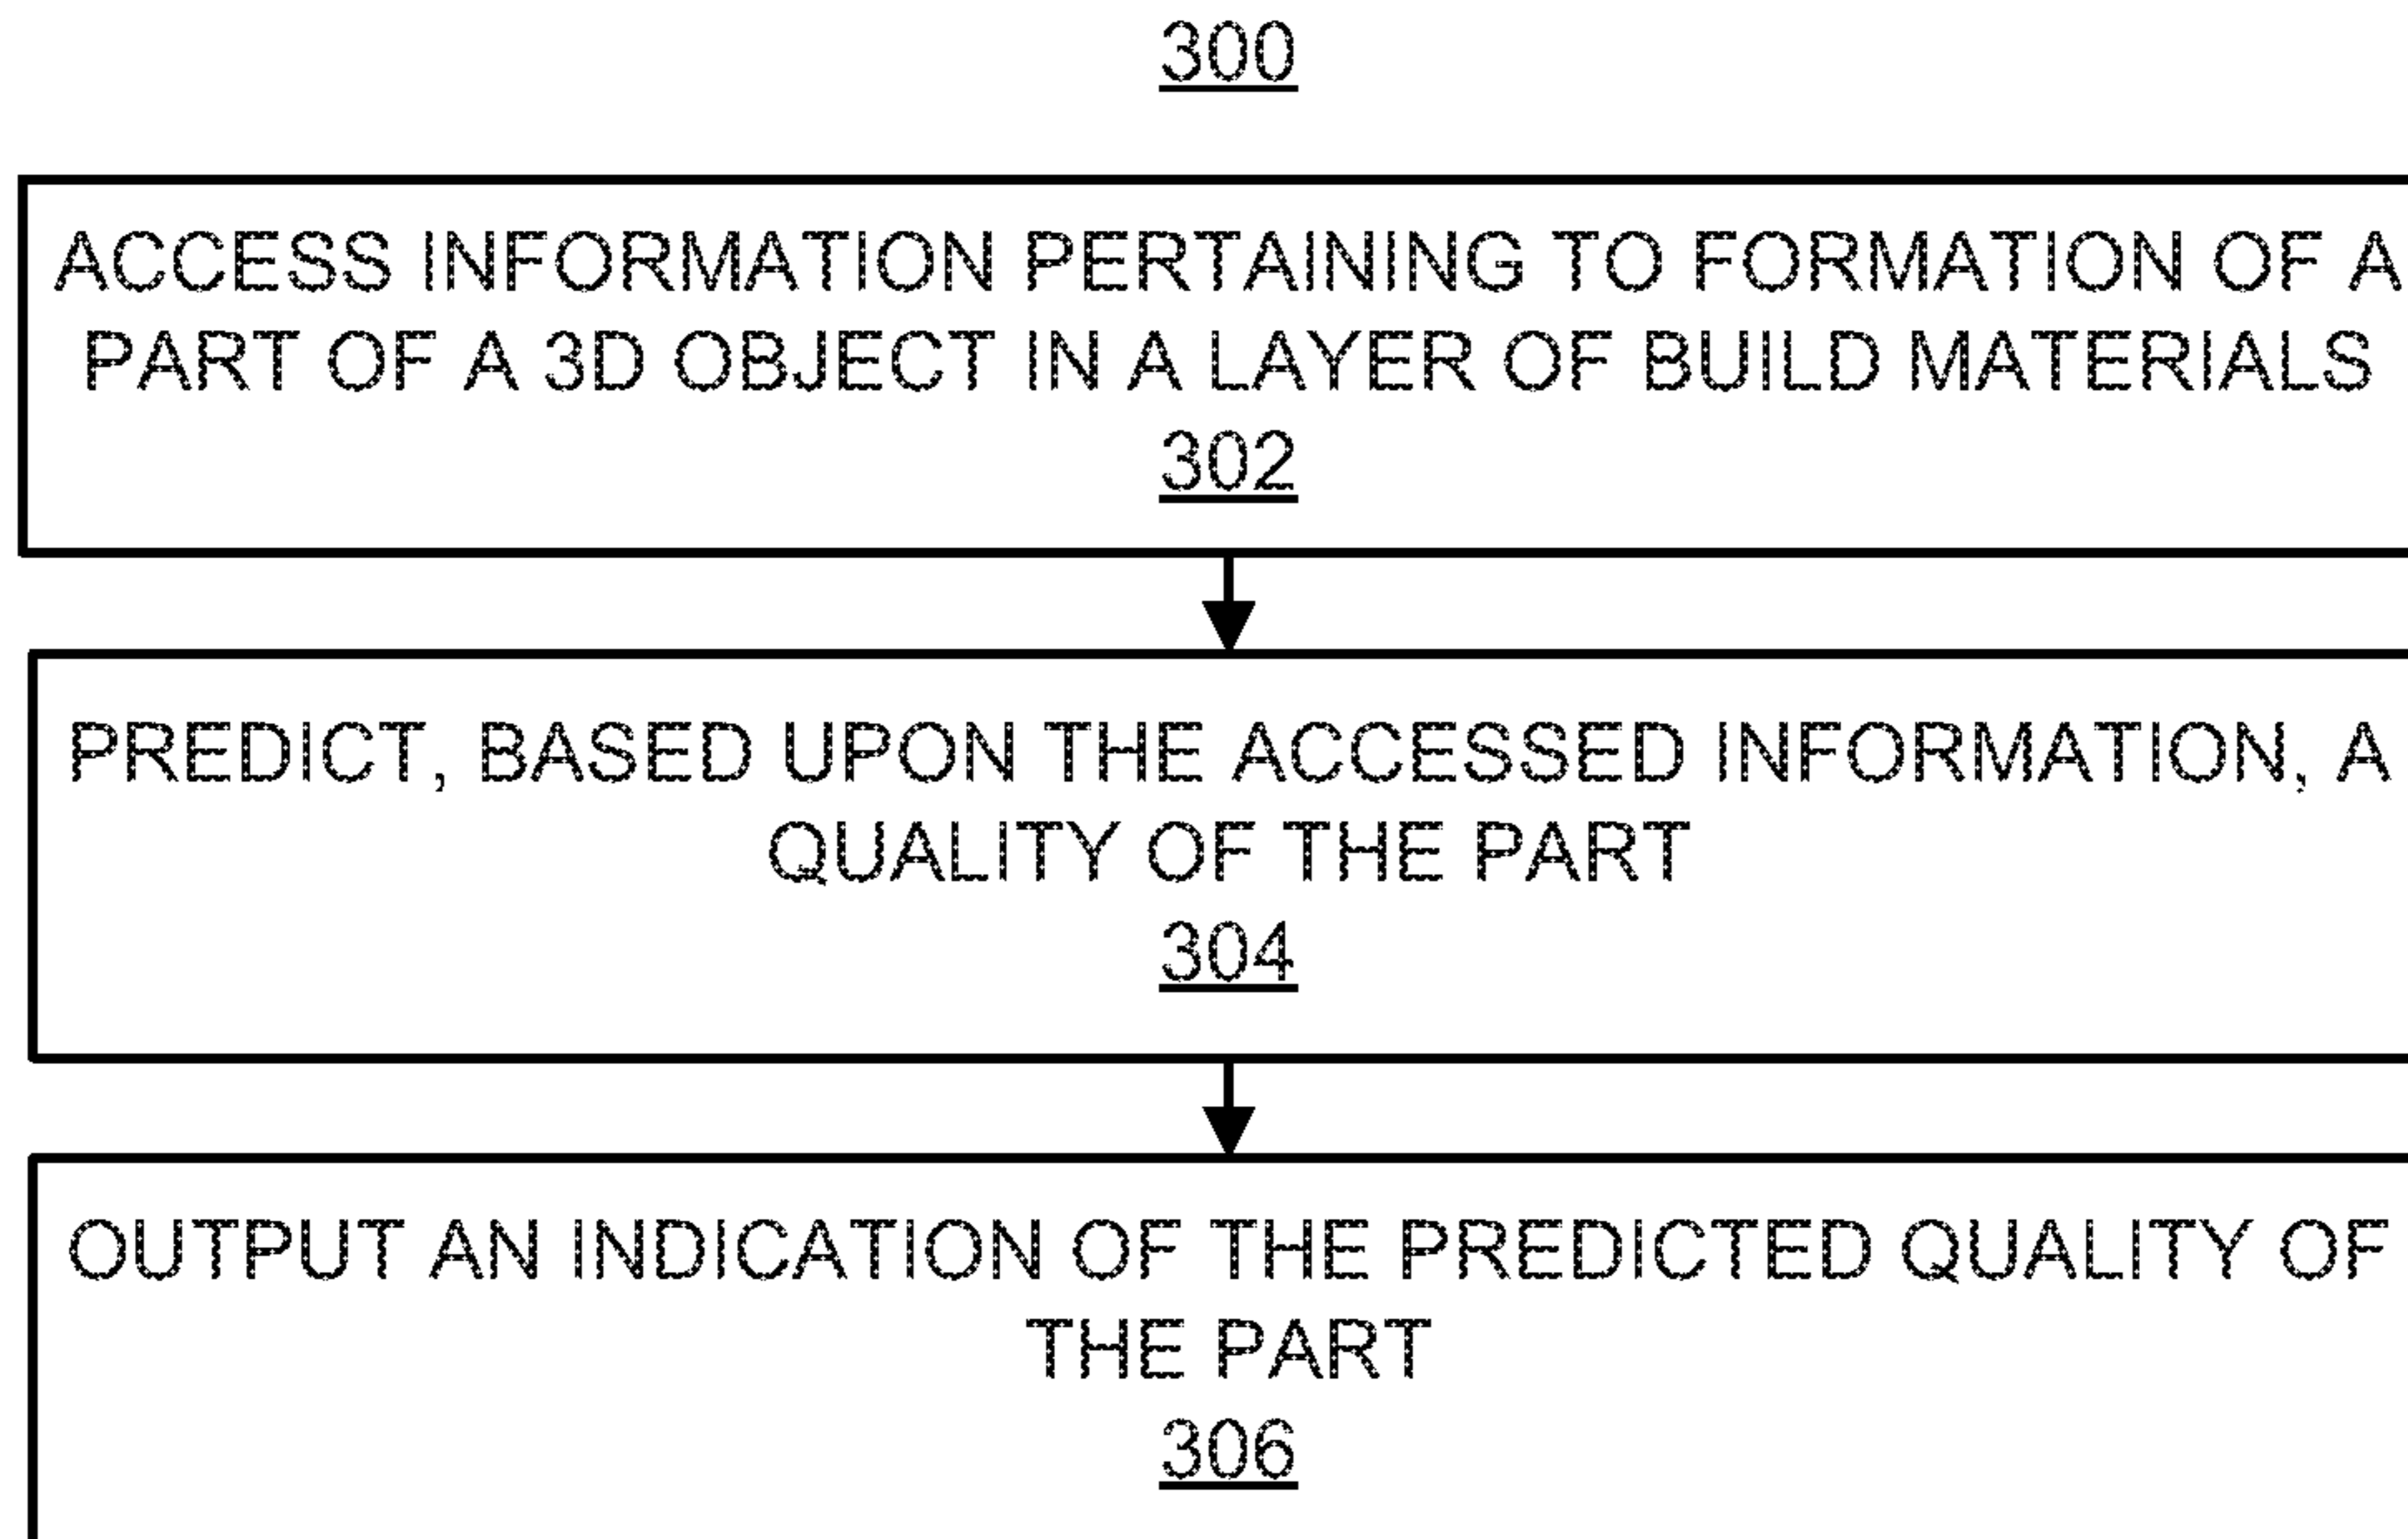 300
ACCESS INFORMATION PERTAINING TO FORMATION OF A
PART OF A 3D OBJECT IN A LAYER OF BUILD MATERIALS
302
PREDICT, BASED UPON THE ACCESSED INFORMATION, A
QUALITY OF THE PART
304
OUTPUT AN INDICATION OF THE PREDICTED QUALITY OF
THE PART
306